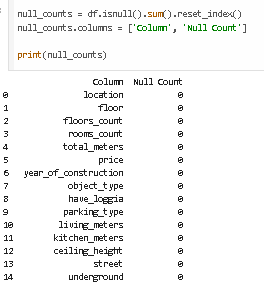 null_counts = df.isnull().sum().reset_index()
null_counts.columns = ['Column', 'Null Count']
print(null_counts)
Column Null Count
0 location 0
1 floor 0
2 floors_count 0
3 rooms_count 0
4 total_meters 0
5 price 0
6 year_of_construction 0
7 object_type 0
8 have_loggia 0
9 parking_type 0
10 living_meters 0
11 kitchen_meters 0
12 ceiling_height 0
13 street 0
14 underground 0